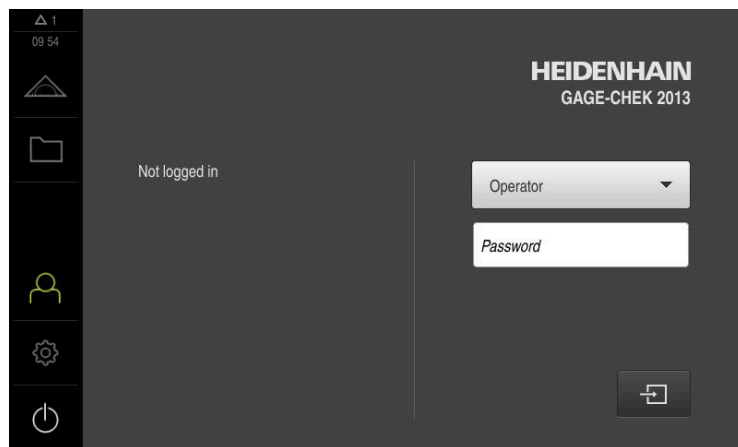 1
09 54
HEIDENHAIN
GAGE-CHEK 2013
Not logged in
Operator
Password